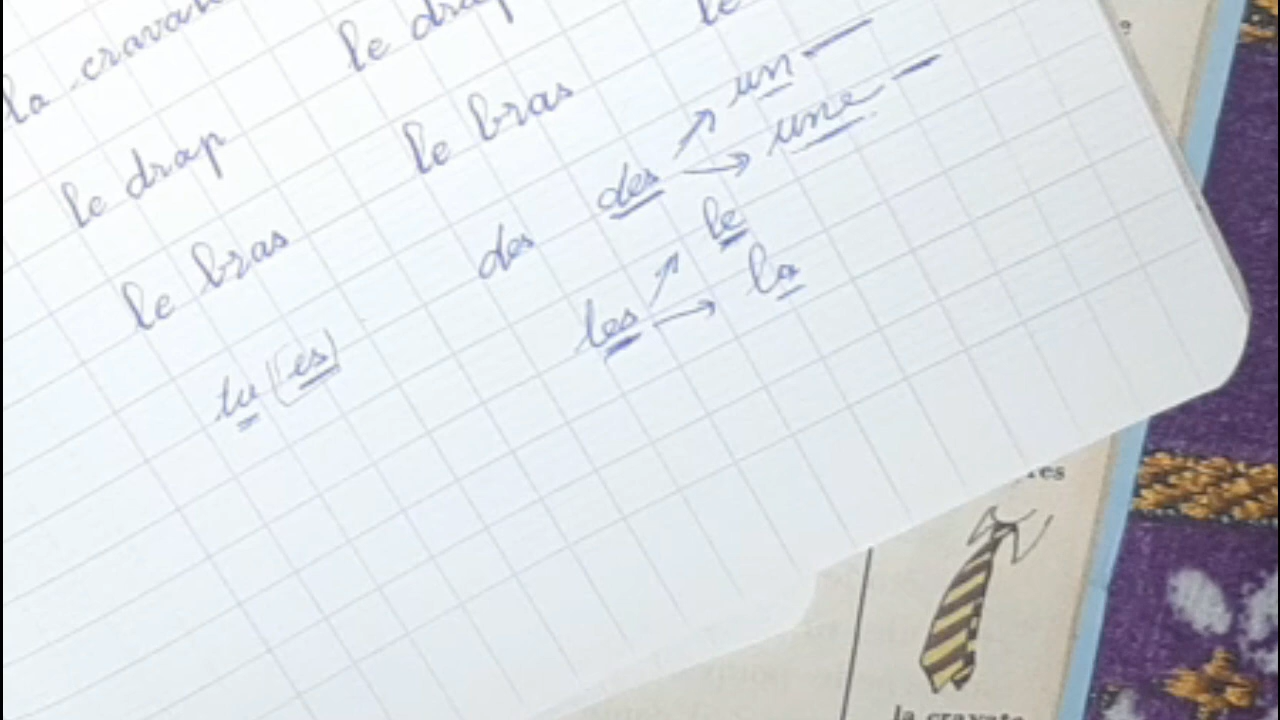 la cravate
le drap le drap le
le bras le bras
des des un
une
les le
la
tu (es)
la cravate